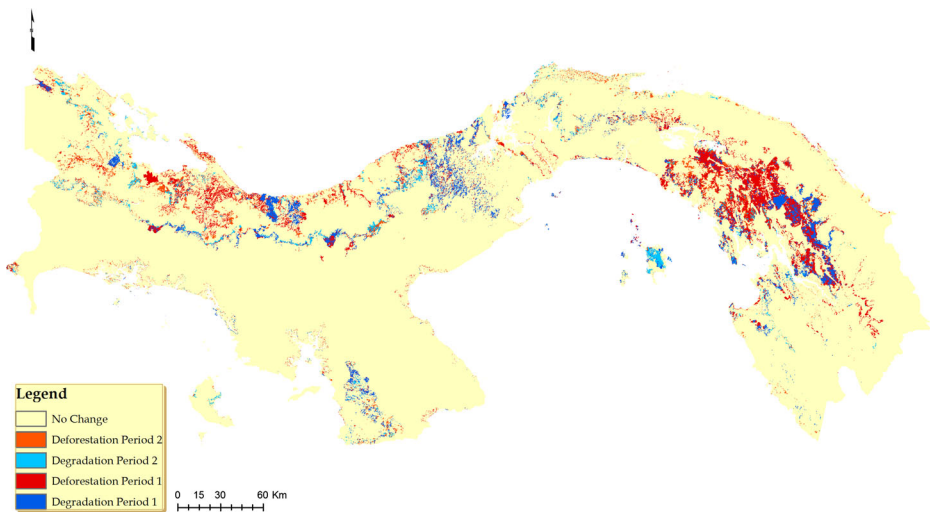 Legend
No Change
Deforestation Period 2
Degradation Period 2
Deforestation Period 1
Degradation Period 1
0 15 30 60 Km